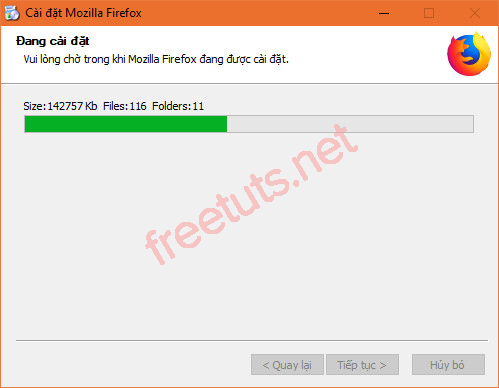 Cài đặt Mozilla Firefox
Đang cài đặt
Vui lòng chờ trong khi Mozilla Firefox đang được cài đặt.
Size:142757 Kb Files:116 Folders:11
freetuts.net
< Quay lại Tiếp tục > Hủy bỏ